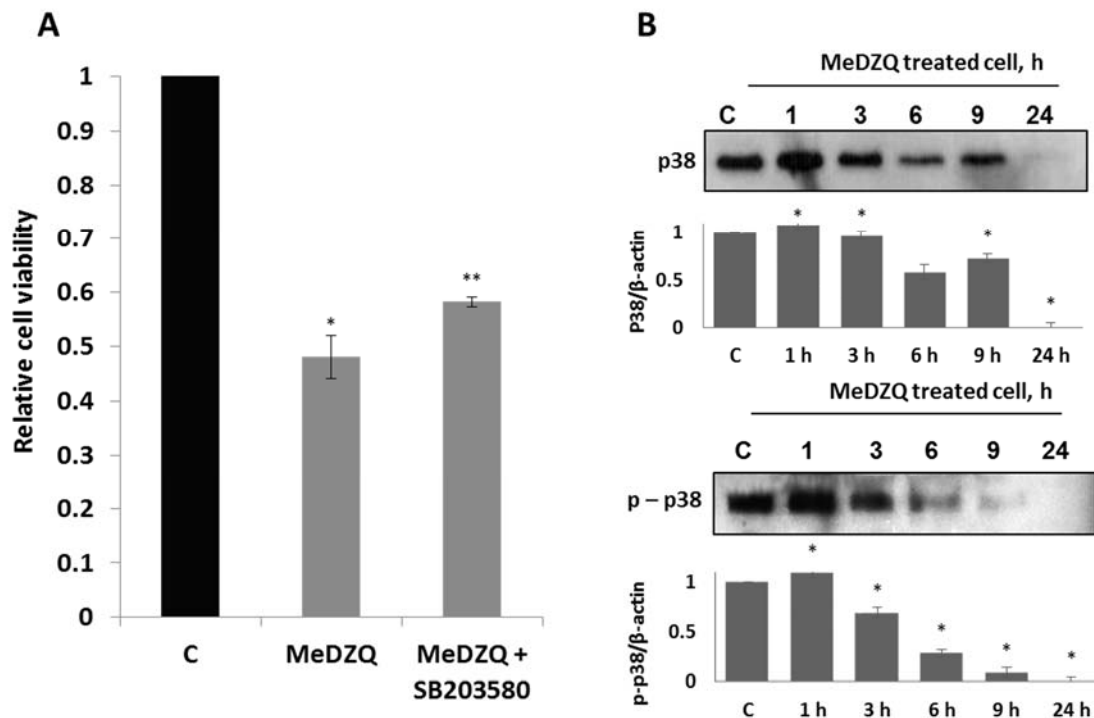 A
Relative cell viability
1
0.9
0.8
0.7
0.6
0.5
0.4
0.3
0.2
0.1
0
*
**
C
MeDZQ
MeDZQ +
SB203580
B
MeDZQ treated cell, h
C 1 3 6 9 24
p38
P38/β-actin
1
0.5
0
* * * *
C 1 h 3 h 6 h 9 h 24 h
MeDZQ treated cell, h
C 1 3 6 9 24
p – p38
p-p38/β-actin
1
0.5
0
* * * * *
C 1 h 3 h 6 h 9 h 24 h